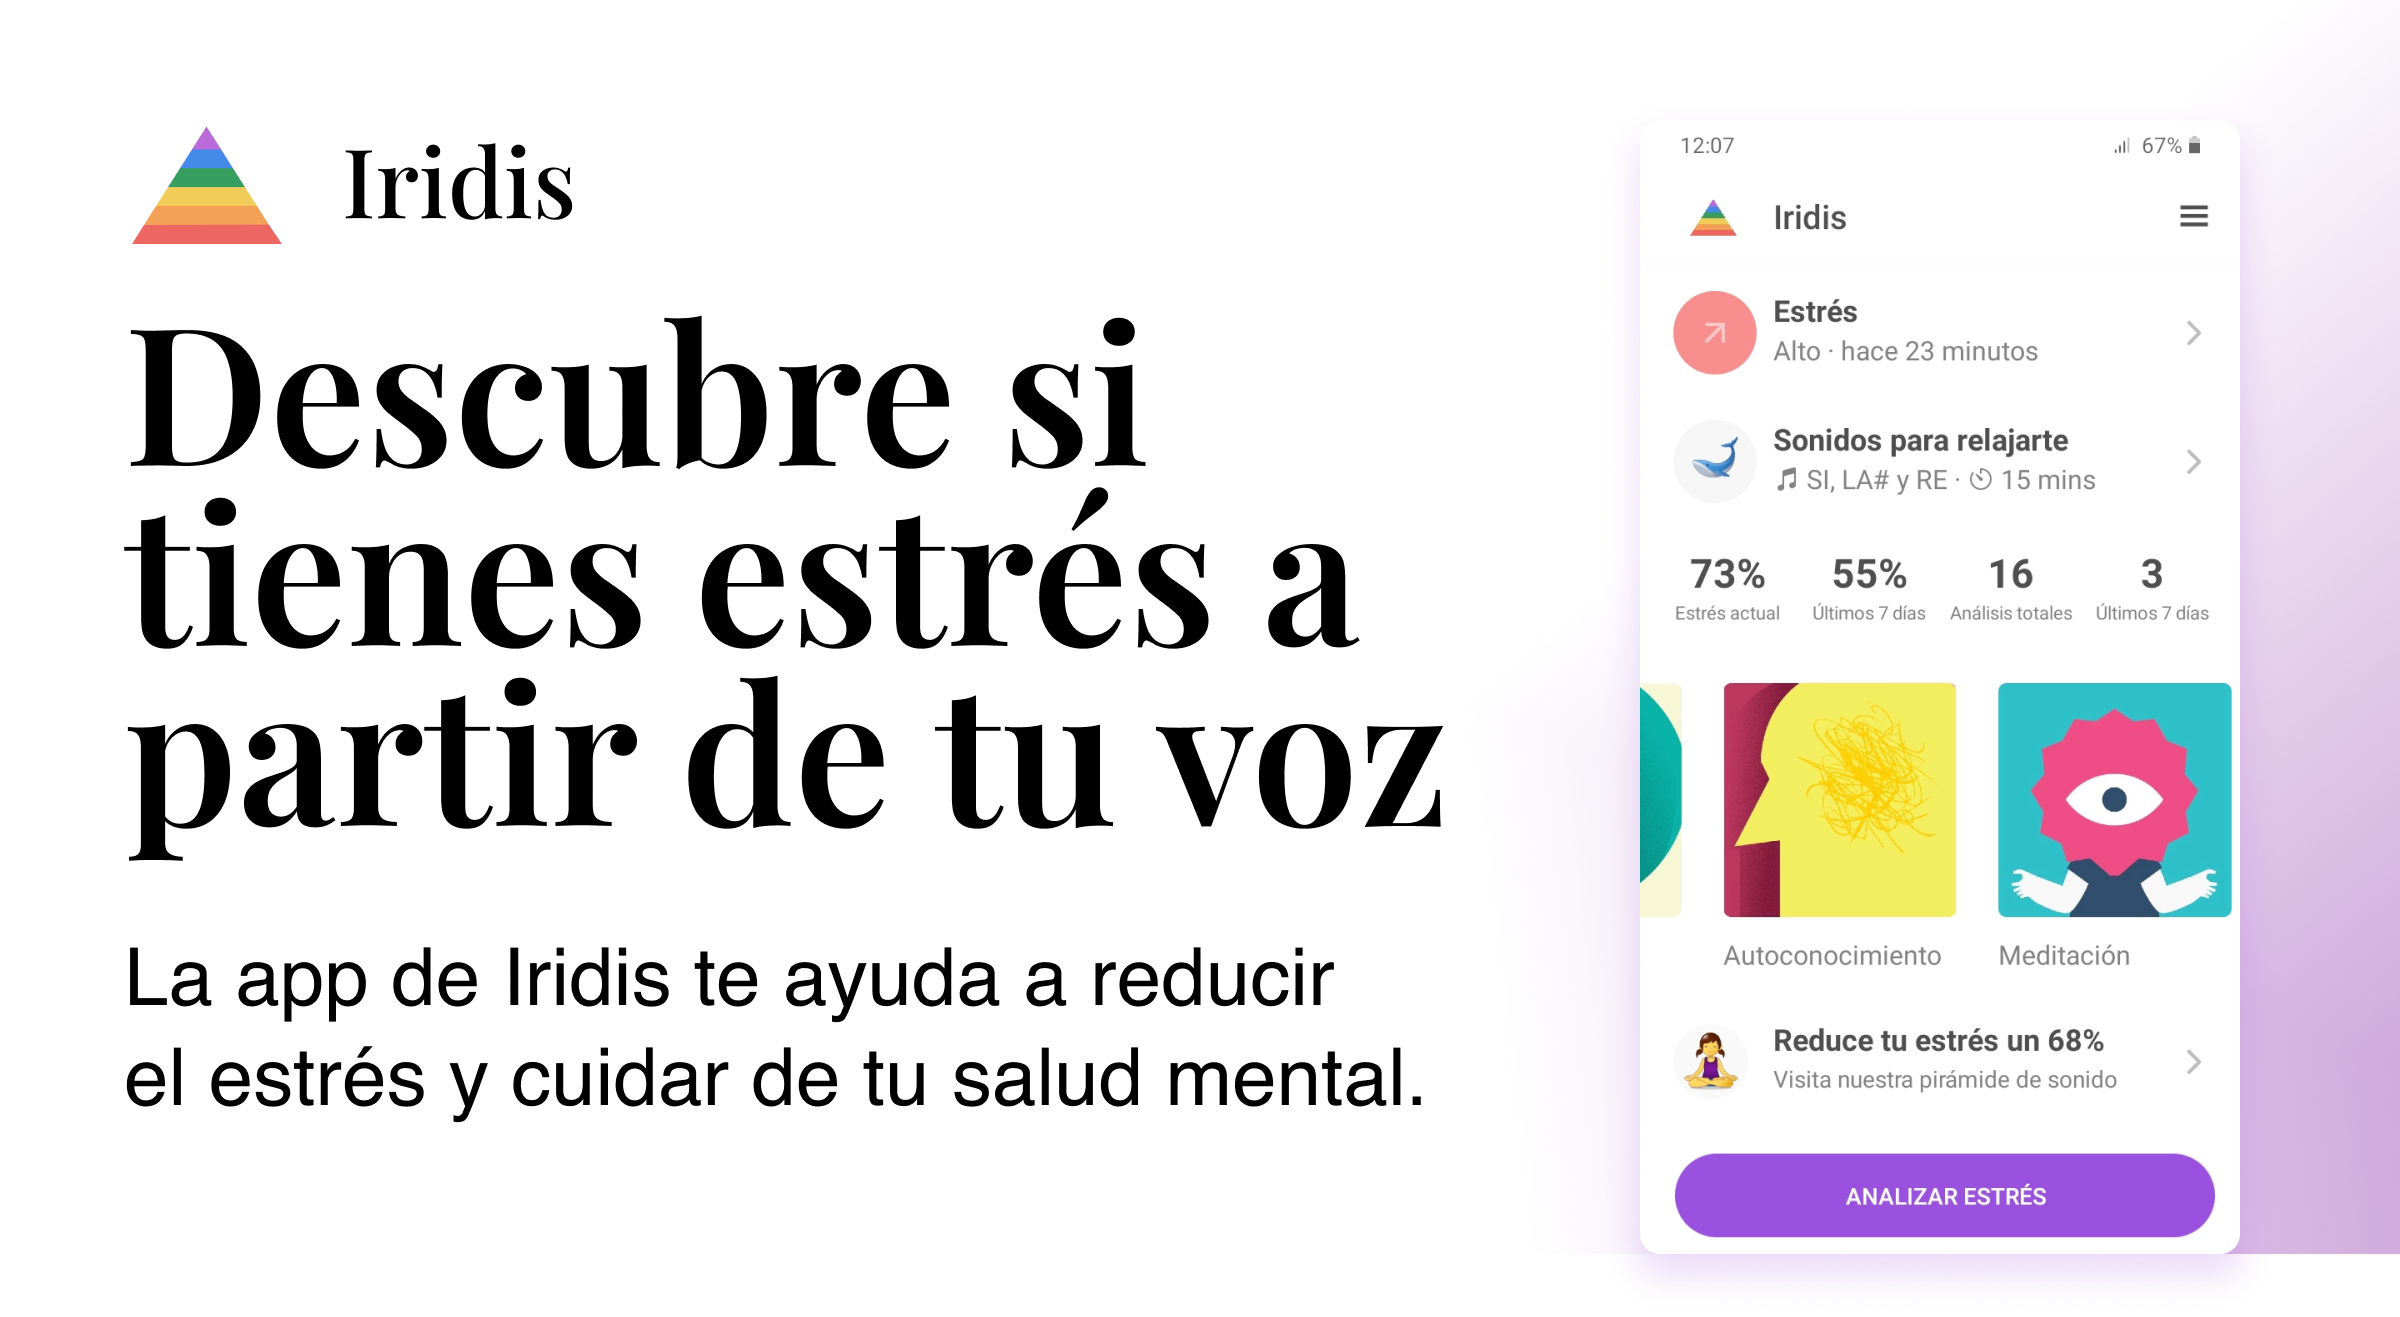 Iridis
Descubre si
tienes estrés a
partir de tu voz
La app de Iridis te ayuda a reducir
el estrés y cuidar de tu salud mental.
12:07 67%
Iridis
Estrés
Alto · hace 23 minutos
Sonidos para relajarte
SI, LA# y RE · 15 mins
73% 55% 16 3
Estrés actual Últimos 7 días Análisis totales Últimos 7 días
Autoconocimiento Meditación
Reduce tu estrés un 68%
Visita nuestra pirámide de sonido
ANALIZAR ESTRÉS